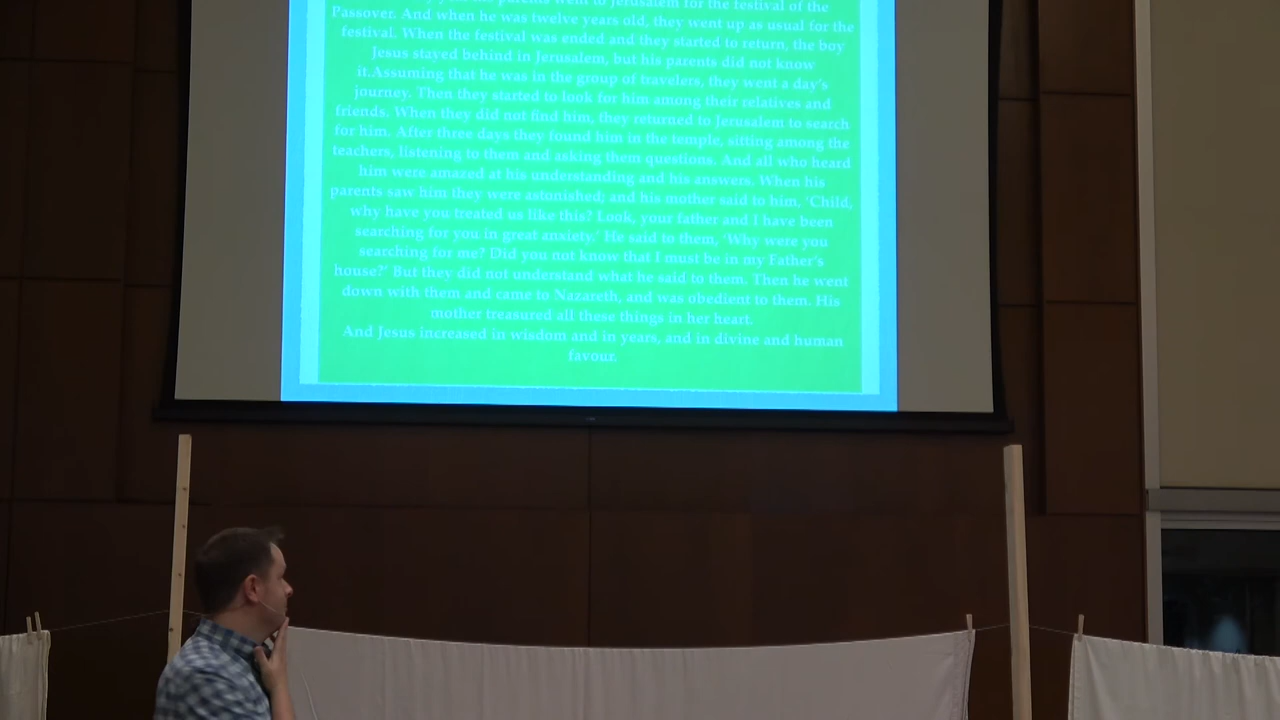 parents went to Jerusalem for the festival of the
Passover. And when he was twelve years old, they went up as usual for the
festival. When the festival was ended and they started to return, the boy
Jesus stayed behind in Jerusalem, but his parents did not know
it.Assuming that he was in the group of travelers, they went a day's
journey. Then they started to look for him among their relatives and
friends. When they did not find him, they returned to Jerusalem to search
for him. After three days they found him in the temple, sitting among the
teachers, listening to them and asking them questions. And all who heard
him were amazed at his understanding and his answers. When his
parents saw him they were astonished; and his mother said to him, ‘Child,
why have you treated us like this? Look, your father and I have been
searching for you in great anxiety.’ He said to them, ‘Why were you
searching for me? Did you not know that I must be in my Father’s
house?’ But they did not understand what he said to them. Then he went
down with them and came to Nazareth, and was obedient to them. His
mother treasured all these things in her heart.
And Jesus increased in wisdom and in years, and in divine and human
favour.